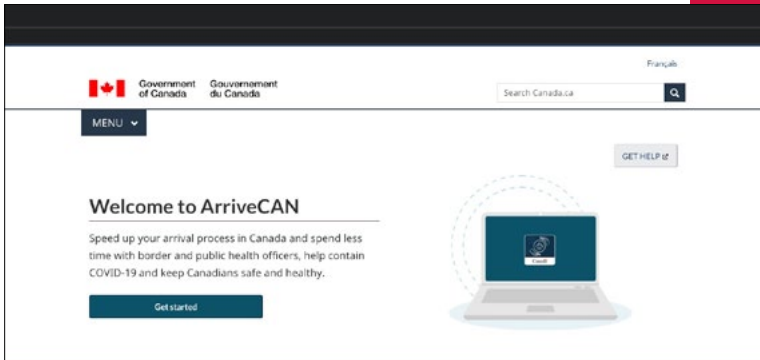 Français
Government of Canada
Gouvernement du Canada
Search Canada.ca
MENU
GET HELP
Welcome to ArriveCAN
Speed up your arrival process in Canada and spend less
time with border and public health officers, help contain
COVID-19 and keep Canadians safe and healthy.
Get started
Canada